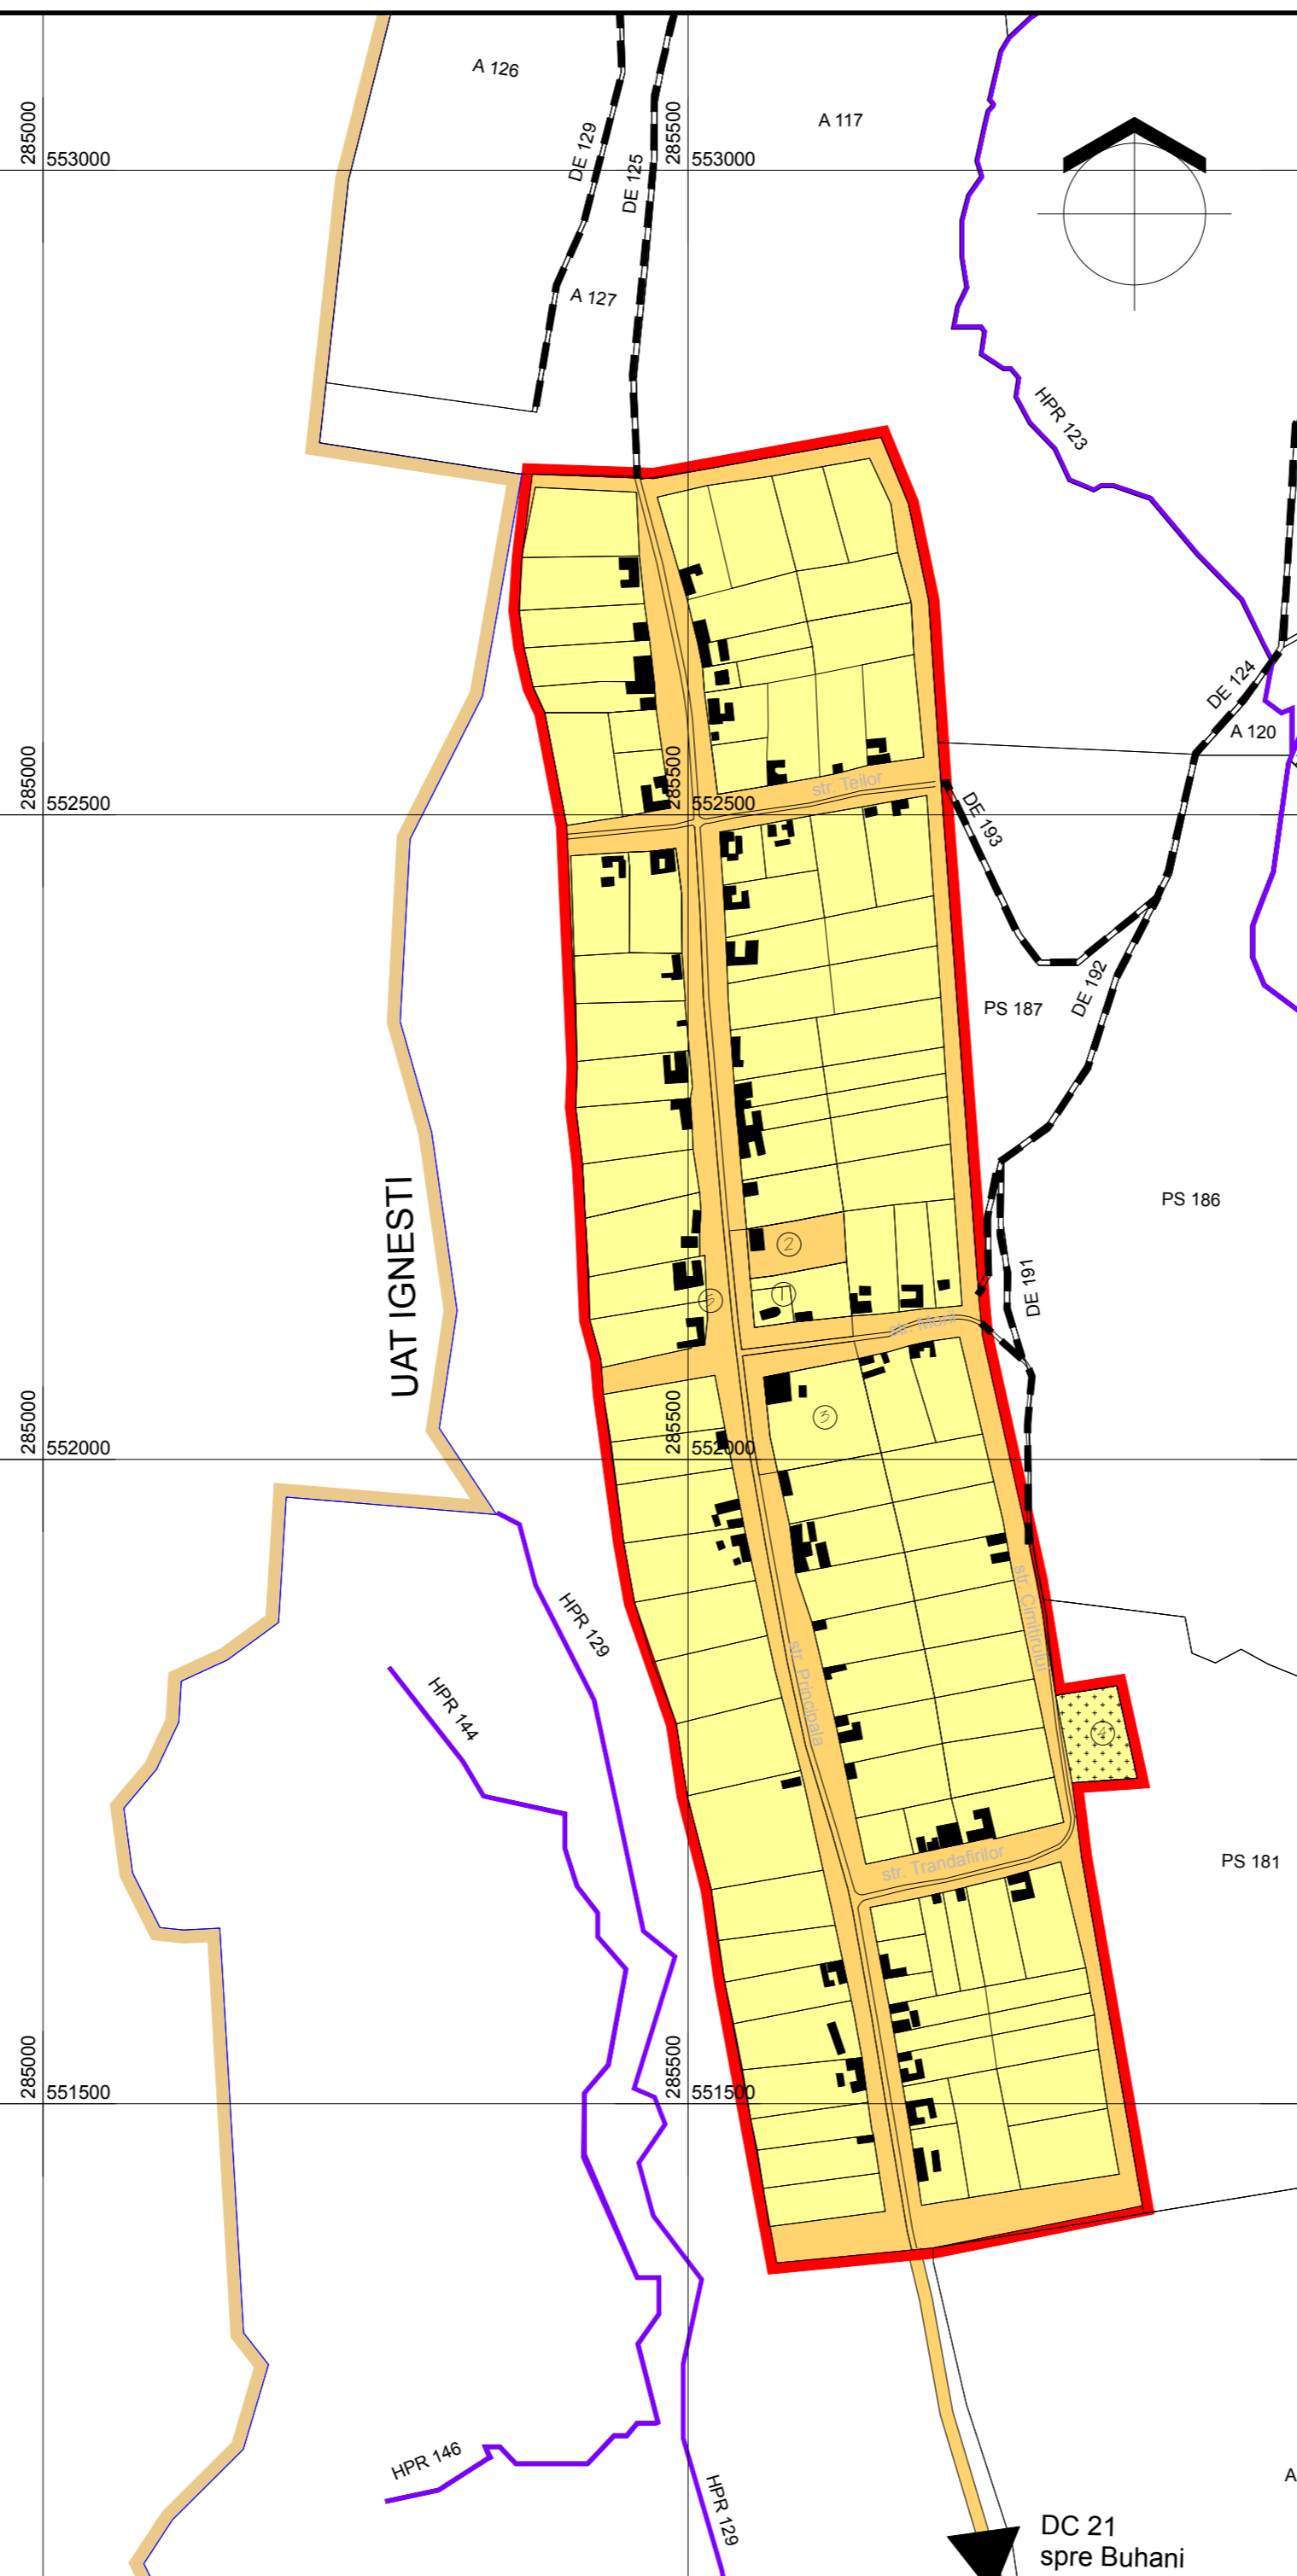 A 126
A 117
285000
553000
285500
553000
DE 129
DE 125
A 127
HPR 123
DE 124
A 120
285000
552500
285500
552500
str. Teilor
DE 193
DE 192
PS 187
PS 186
UAT IGNESTI
2
1
5
DE 191
str. Morii
3
285000
552000
285500
552000
HPR 129
str. Cimitirului
str. Principala
HPR 144
4
PS 181
str. Trandafirilor
285000
551500
285500
551500
HPR 146
HPR 129
A
DC 21
spre Buhani